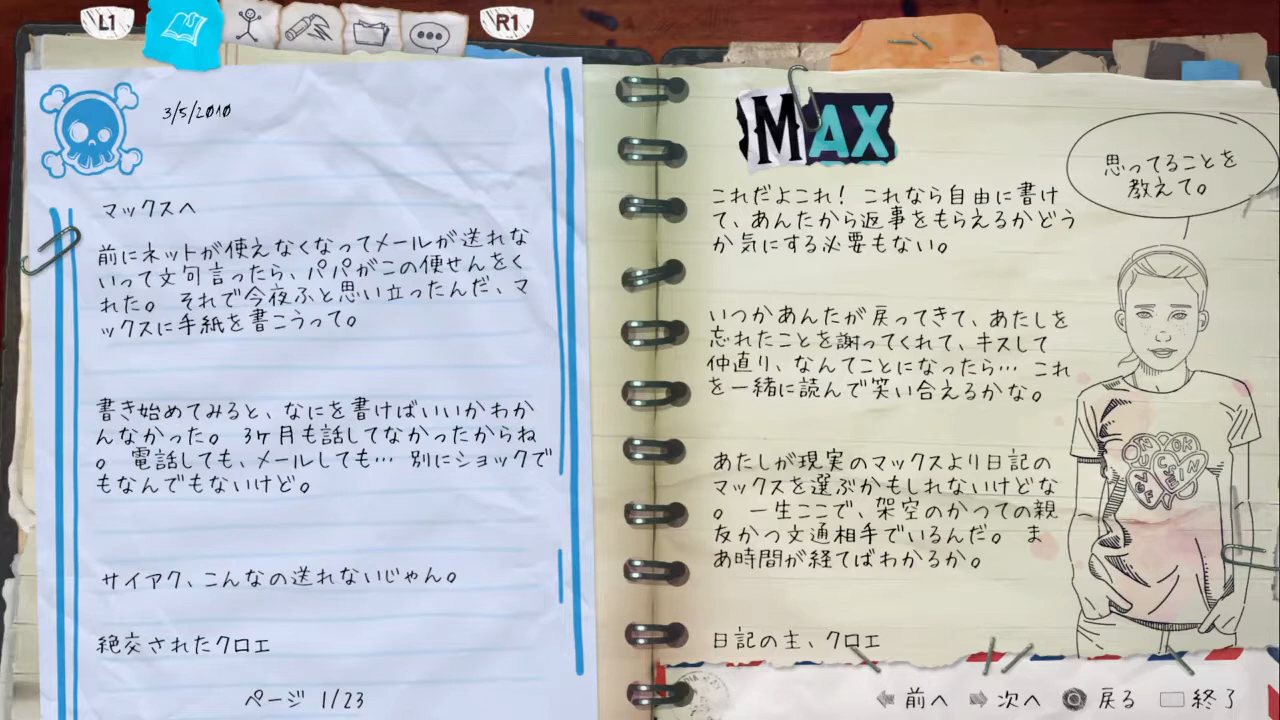 L1
R1
3/5/2010
マックスへ
前にネットが使えなくなってメールが送れな
いって文句言ったら、パパがこの便せんをく
れた。 それで今夜ふと思い立ったんだ、マ
ックスに手紙を書こうって。
書き始めてみると、なにを書けばいいかわか
んなかった。 3ヶ月も話してなかったからね
。 電話しても、メールしても… 別にショックで
もなんでもないけど。
サイアク、こんなの送れないじゃん。
絶交されたクロエ
ページ 1/23
MAX
これだよこれ! これなら自由に書け
て、あんたから返事をもらえるかどう
か気にする必要もない。
いつかあんたが戻ってきて、あたしを
忘れたことを謝ってくれて、キスして
仲直り、なんてことになったら… これ
を一緒に読んで笑い合えるかな。
あたしが現実のマックスより日記の
マックスを選ぶかもしれないけどな
。 一生ここで、架空のかつての親
友かつ文通相手でいるんだ。 ま
あ時間が経てばわかるか。
日記の主、クロエ
思ってることを
教えて。
前へ 次へ 戻る 終了